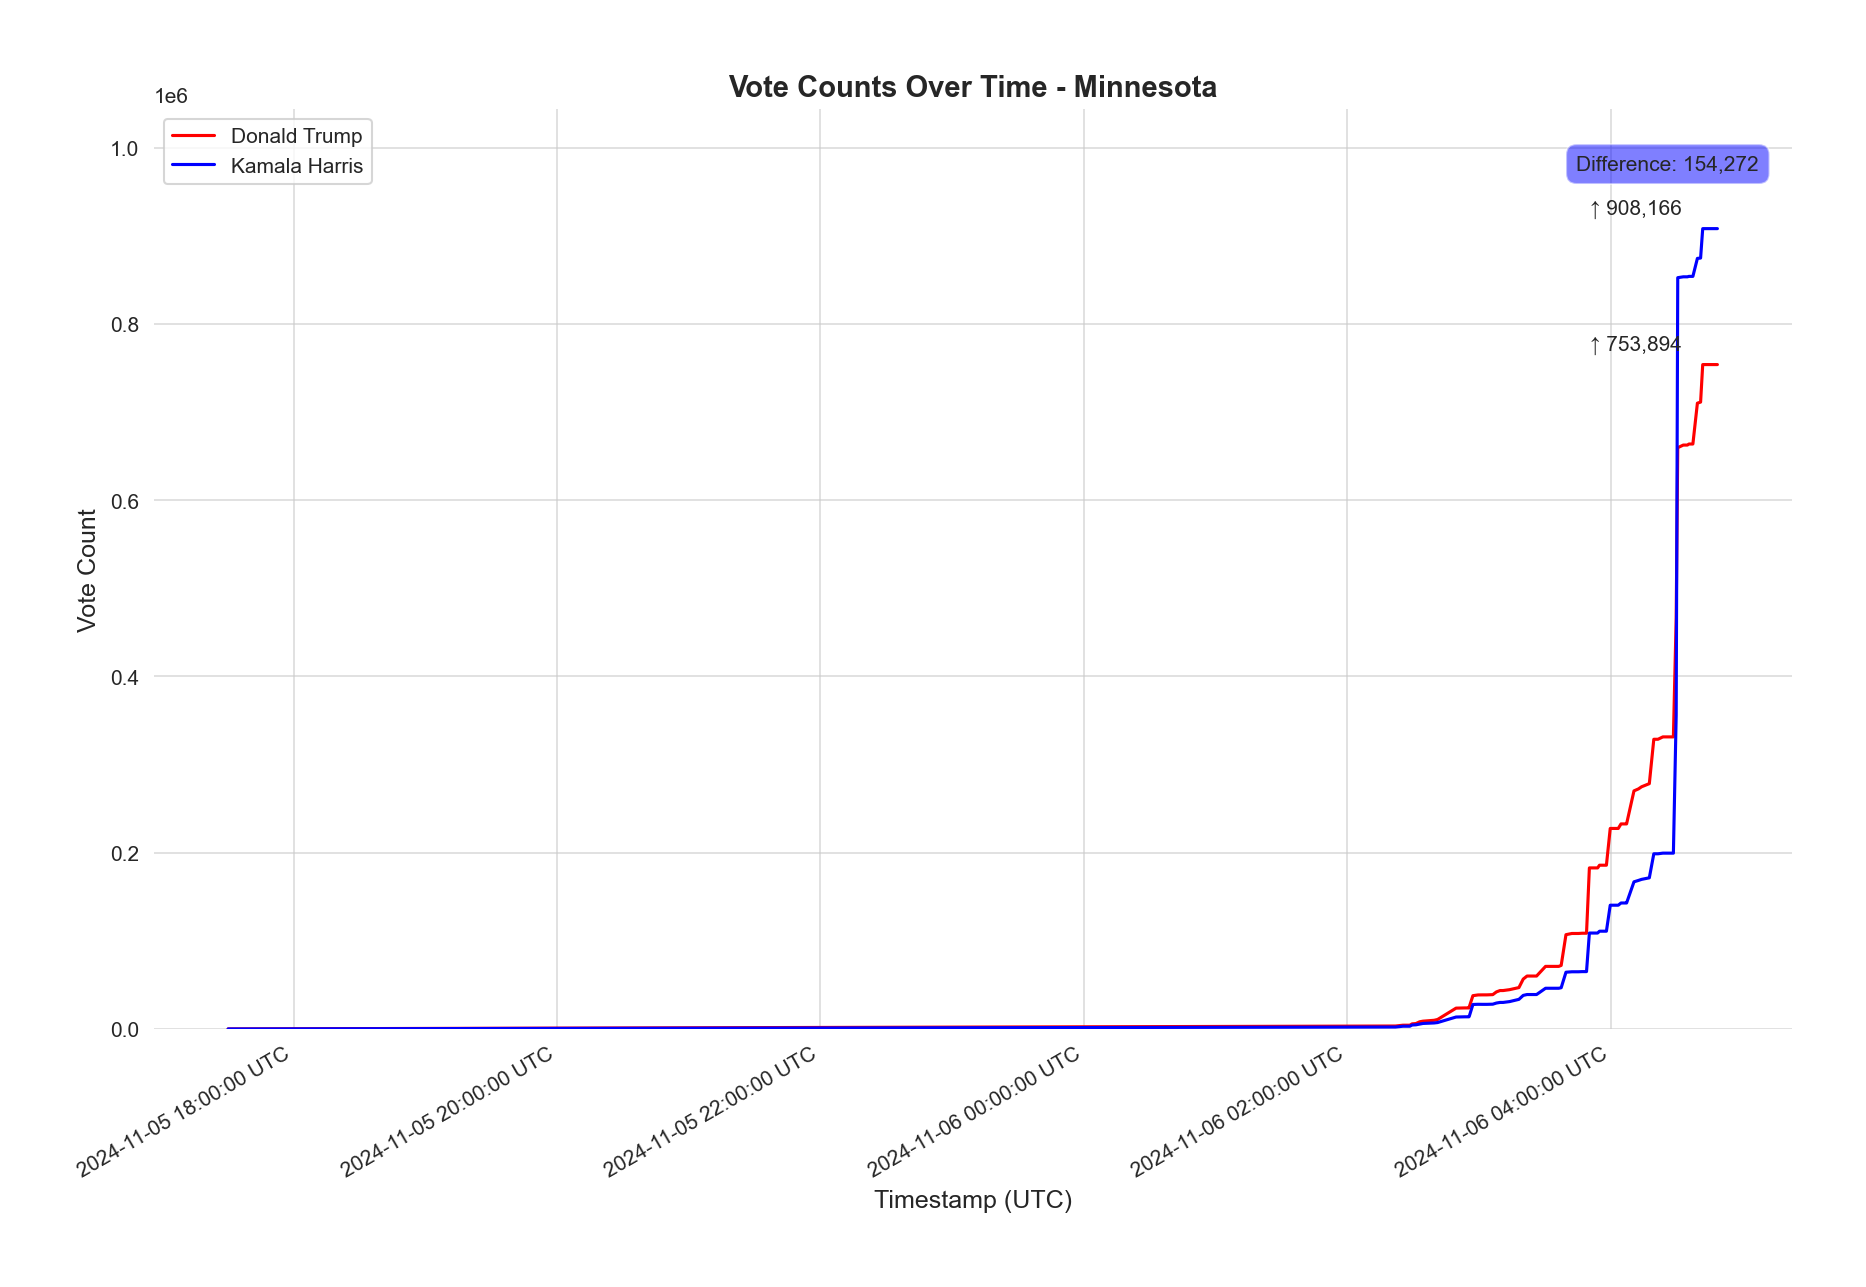 Vote Counts Over Time - Minnesota
1e6
Donald Trump
Kamala Harris
Difference: 154,272
↑ 908,166
↑ 753,894
1.0
0.8
0.6
0.4
0.2
0.0
Vote Count
2024-11-05 18:00:00 UTC
2024-11-05 20:00:00 UTC
2024-11-05 22:00:00 UTC
2024-11-06 00:00:00 UTC
2024-11-06 02:00:00 UTC
2024-11-06 04:00:00 UTC
Timestamp (UTC)